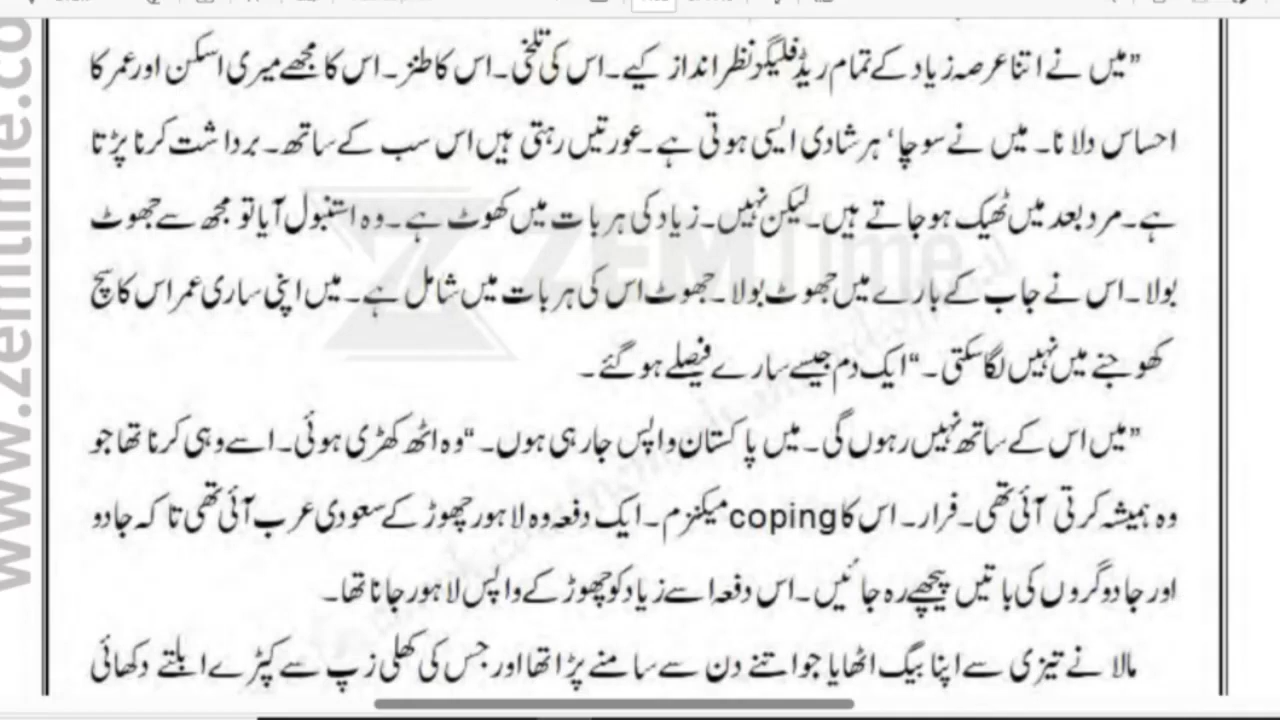 ”میں نے اتنا عرصہ زیاد کے تمام ریڈ فلیگز نظر انداز کیے۔ اس کی تلخی۔ اس کا طنز۔ اس کا مجھے میری اسکن اور عمر کا
احساس دلانا۔ میں نے سوچا‘ ہر شادی ایسی ہوتی ہے۔ عورتیں رہتی ہیں اس سب کے ساتھ۔ برداشت کرنا پڑتا
ہے۔ مرد بعد میں ٹھیک ہو جاتے ہیں۔ لیکن نہیں۔ زیاد کی ہر بات میں کھوٹ ہے۔ وہ استنبول آیا تو مجھ سے جھوٹ
بولا۔ اس نے جاب کے بارے میں جھوٹ بولا۔ جھوٹ اس کی ہر بات میں شامل ہے۔ میں اپنی ساری عمر اس کا سچ
کھوجنے میں نہیں لگا سکتی۔“ ایک دم جیسے سارے فیصلے ہو گئے۔
”میں اس کے ساتھ نہیں رہوں گی۔ میں پاکستان واپس جا رہی ہوں۔“ وہ اٹھ کھڑی ہوئی۔ اسے وہی کرنا تھا جو
وہ ہمیشہ کرتی آئی تھی۔ فرار۔ اس کا coping میکنزم۔ ایک دفعہ وہ لاہور چھوڑ کے سعودی عرب آئی تھی تاکہ جادو
اور جادوگروں کی باتیں پیچھے رہ جائیں۔ اس دفعہ اسے زیاد کو چھوڑ کے واپس لاہور جانا تھا۔
مالا نے تیزی سے اپنا بیگ اٹھایا جو اتنے دن سے سامنے پڑا تھا اور جس کی کھلی زپ سے کپڑے ابلتے دکھائی
www.zemtime.co
ZEMTime